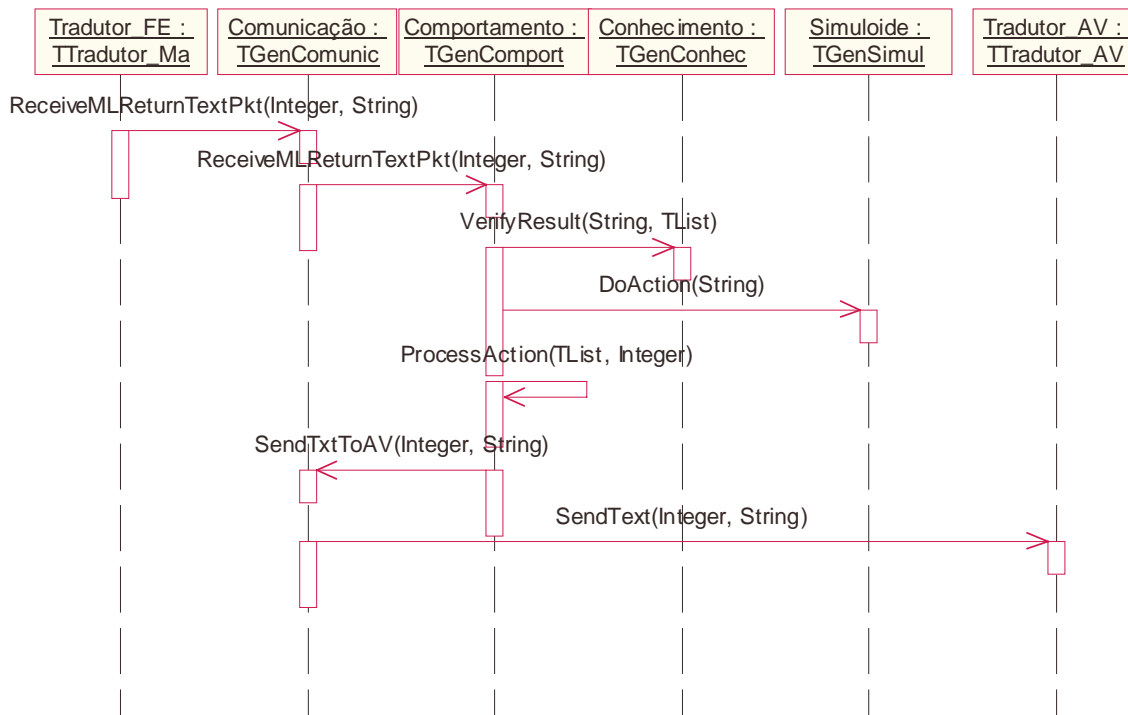 Tradutor_FE :
TTradutor_Ma
Comunicação :
TGenComunic
Comportamento :
TGenComport
Conhecimento :
TGenConhec
Simuloide :
TGenSimul
Tradutor_AV :
TTradutor_AV
ReceiveMLReturnTextPkt(Integer, String)
ReceiveMLReturnTextPkt(Integer, String)
VerifyResult(String, TList)
DoAction(String)
ProcessAction(TList, Integer)
SendTxtToAV(Integer, String)
SendText(Integer, String)